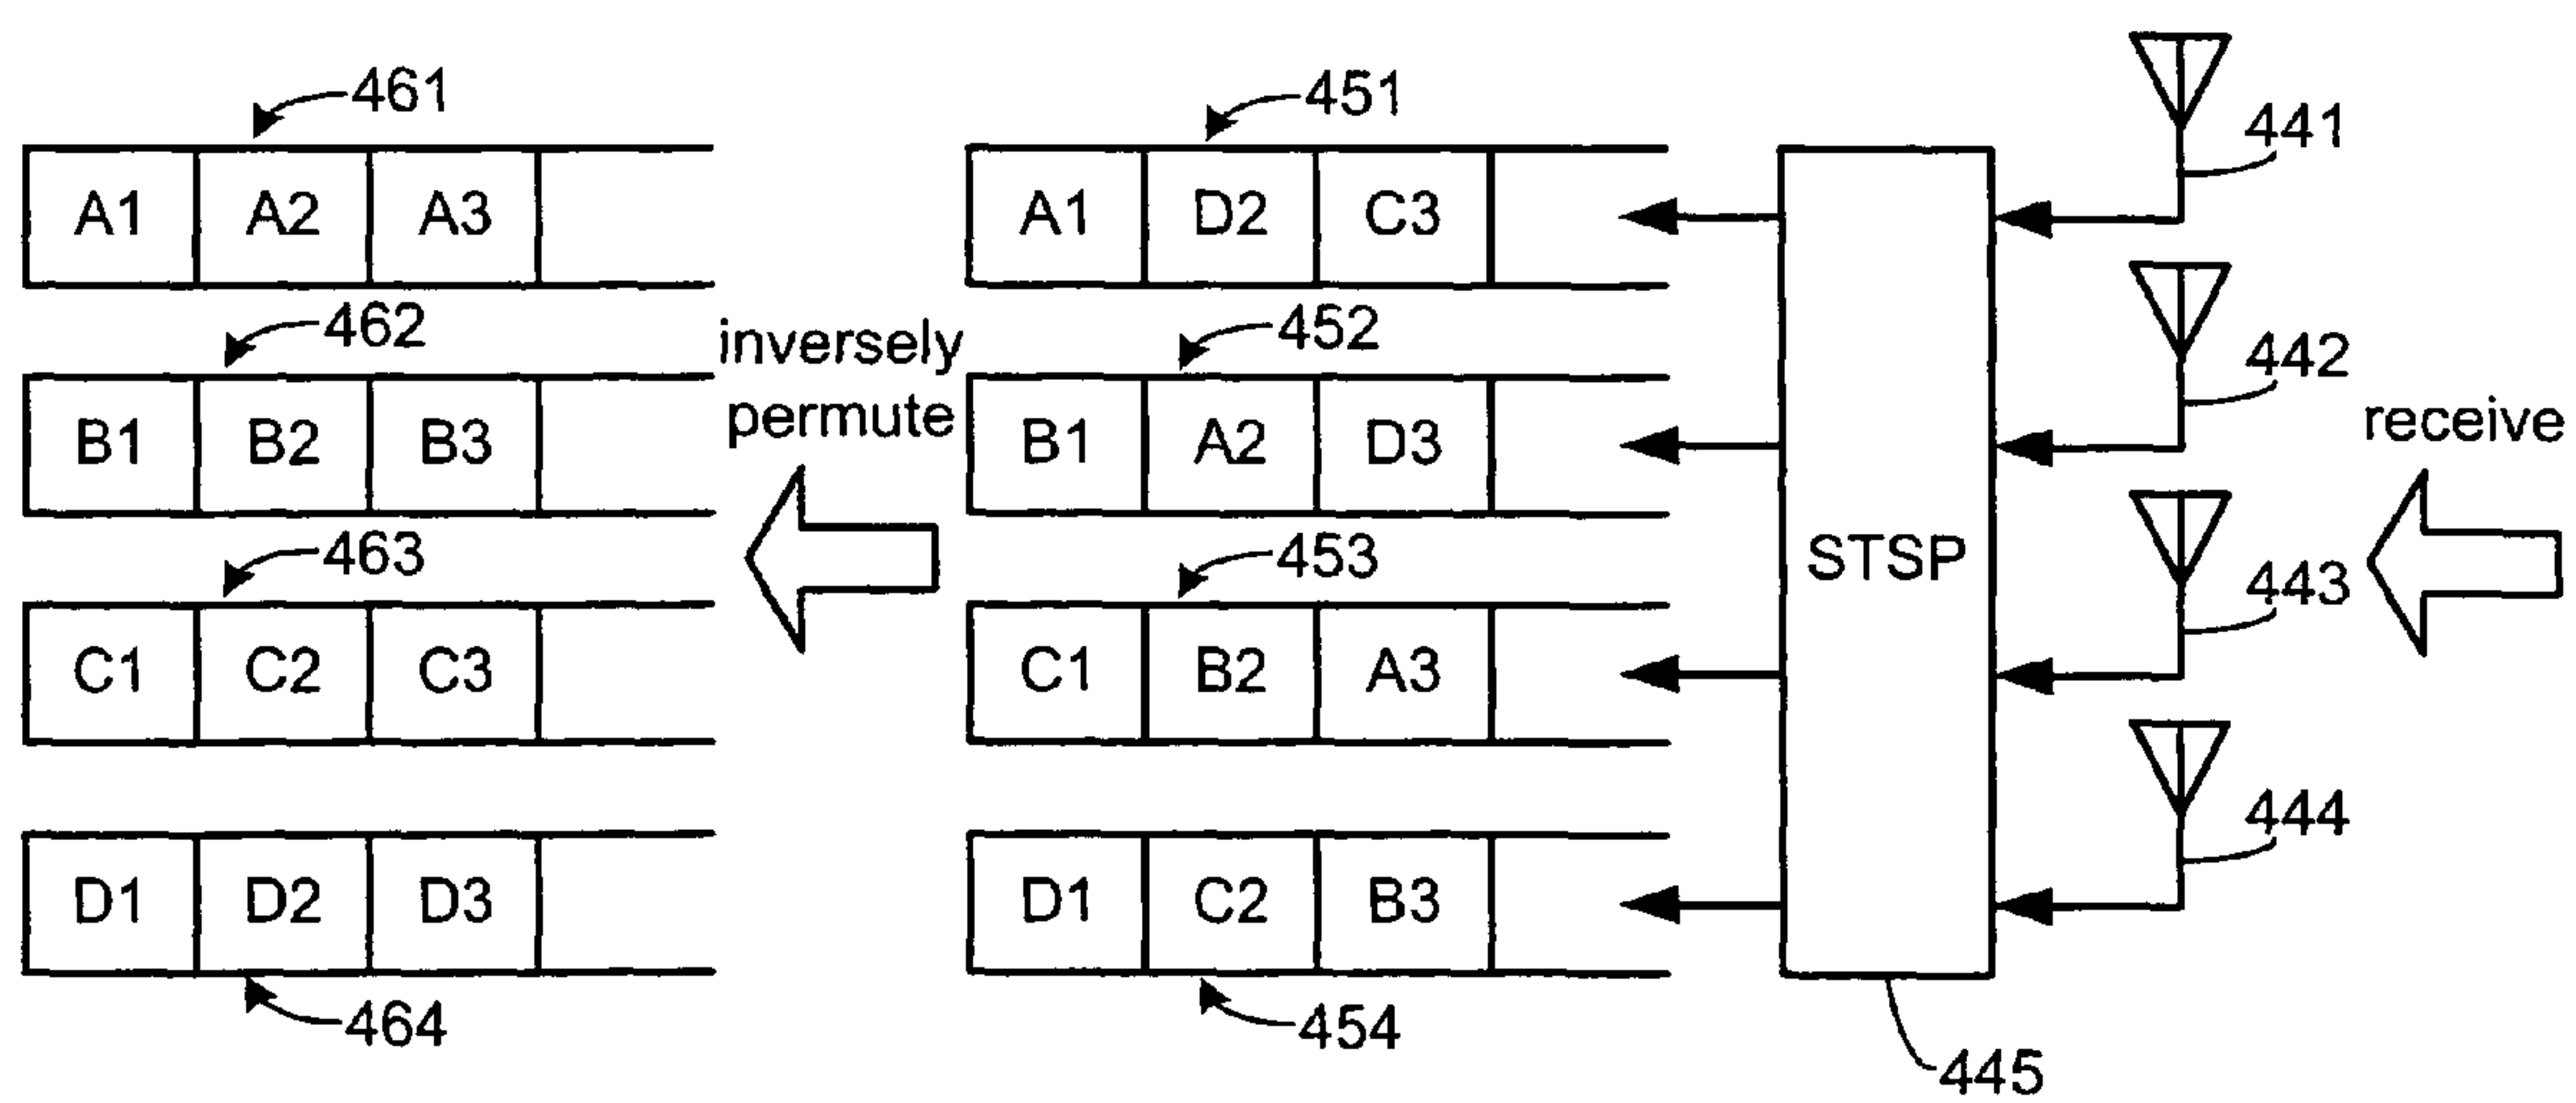 461
451
441
A1 A2 A3
A1 D2 C3
462
452
442
inversely
permute
receive
B1 B2 B3
B1 A2 D3
463
453
443
STSP
C1 C2 C3
C1 B2 A3
444
D1 D2 D3
D1 C2 B3
464
454
445